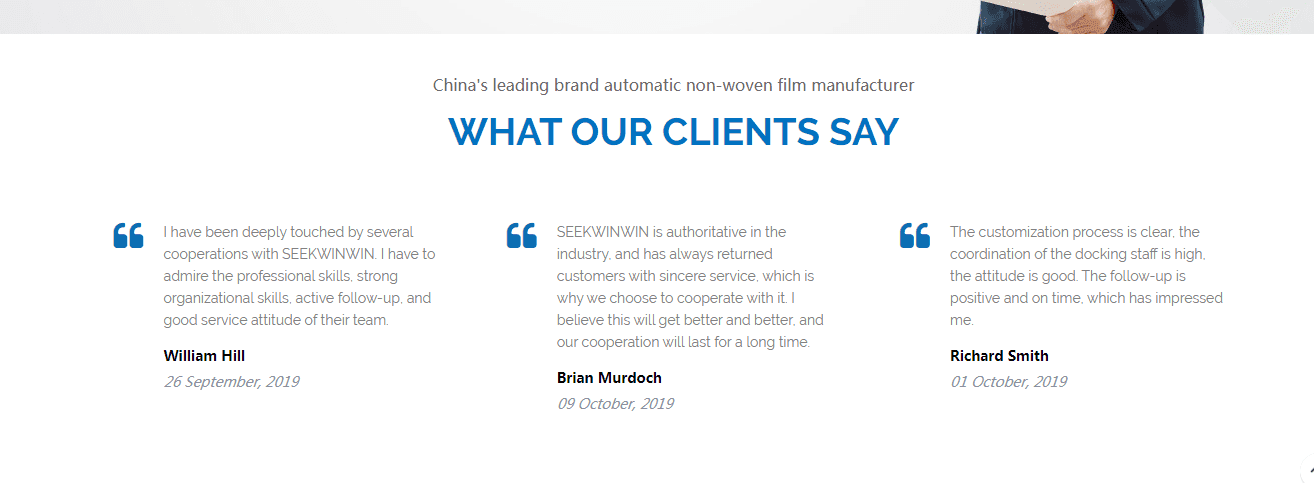 China's leading brand automatic non-woven film manufacturer
WHAT OUR CLIENTS SAY
I have been deeply touched by several
cooperations with SEEKWINWIN. I have to
admire the professional skills, strong
organizational skills, active follow-up, and
good service attitude of their team.
William Hill
26 September, 2019
SEEKWINWIN is authoritative in the
industry, and has always returned
customers with sincere service, which is
why we choose to cooperate with it. I
believe this will get better and better, and
our cooperation will last for a long time.
Brian Murdoch
09 October, 2019
The customization process is clear, the
coordination of the docking staff is high,
the attitude is good. The follow-up is
positive and on time, which has impressed
me.
Richard Smith
01 October, 2019